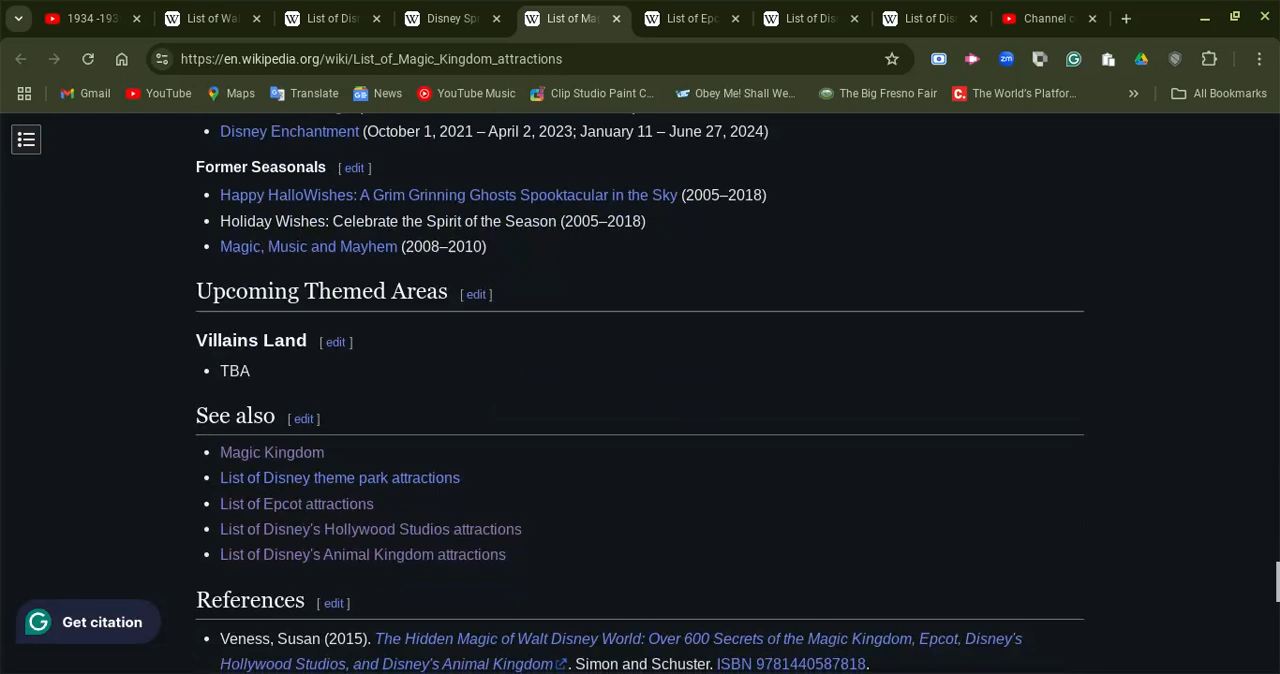 1934 -193
List of Wal
List of Disn
Disney Spr
List of Mag
List of Epc
List of Dis
List of Dis
Channel c
https://en.wikipedia.org/wiki/List_of_Magic_Kingdom_attractions
Gmail
YouTube
Maps
Translate
News
YouTube Music
Clip Studio Paint C...
Obey Me! Shall We...
The Big Fresno Fair
The World's Platfor...
All Bookmarks
Disney Enchantment (October 1, 2021 – April 2, 2023; January 11 – June 27, 2024)
Former Seasonals [ edit ]
Happy HalloWishes: A Grim Grinning Ghosts Spooktacular in the Sky (2005–2018)
Holiday Wishes: Celebrate the Spirit of the Season (2005–2018)
Magic, Music and Mayhem (2008–2010)
Upcoming Themed Areas [ edit ]
Villains Land [ edit ]
TBA
See also [ edit ]
Magic Kingdom
List of Disney theme park attractions
List of Epcot attractions
List of Disney's Hollywood Studios attractions
List of Disney's Animal Kingdom attractions
References [ edit ]
Veness, Susan (2015). The Hidden Magic of Walt Disney World: Over 600 Secrets of the Magic Kingdom, Epcot, Disney's
Hollywood Studios, and Disney's Animal Kingdom. Simon and Schuster. ISBN 9781440587818.
Get citation